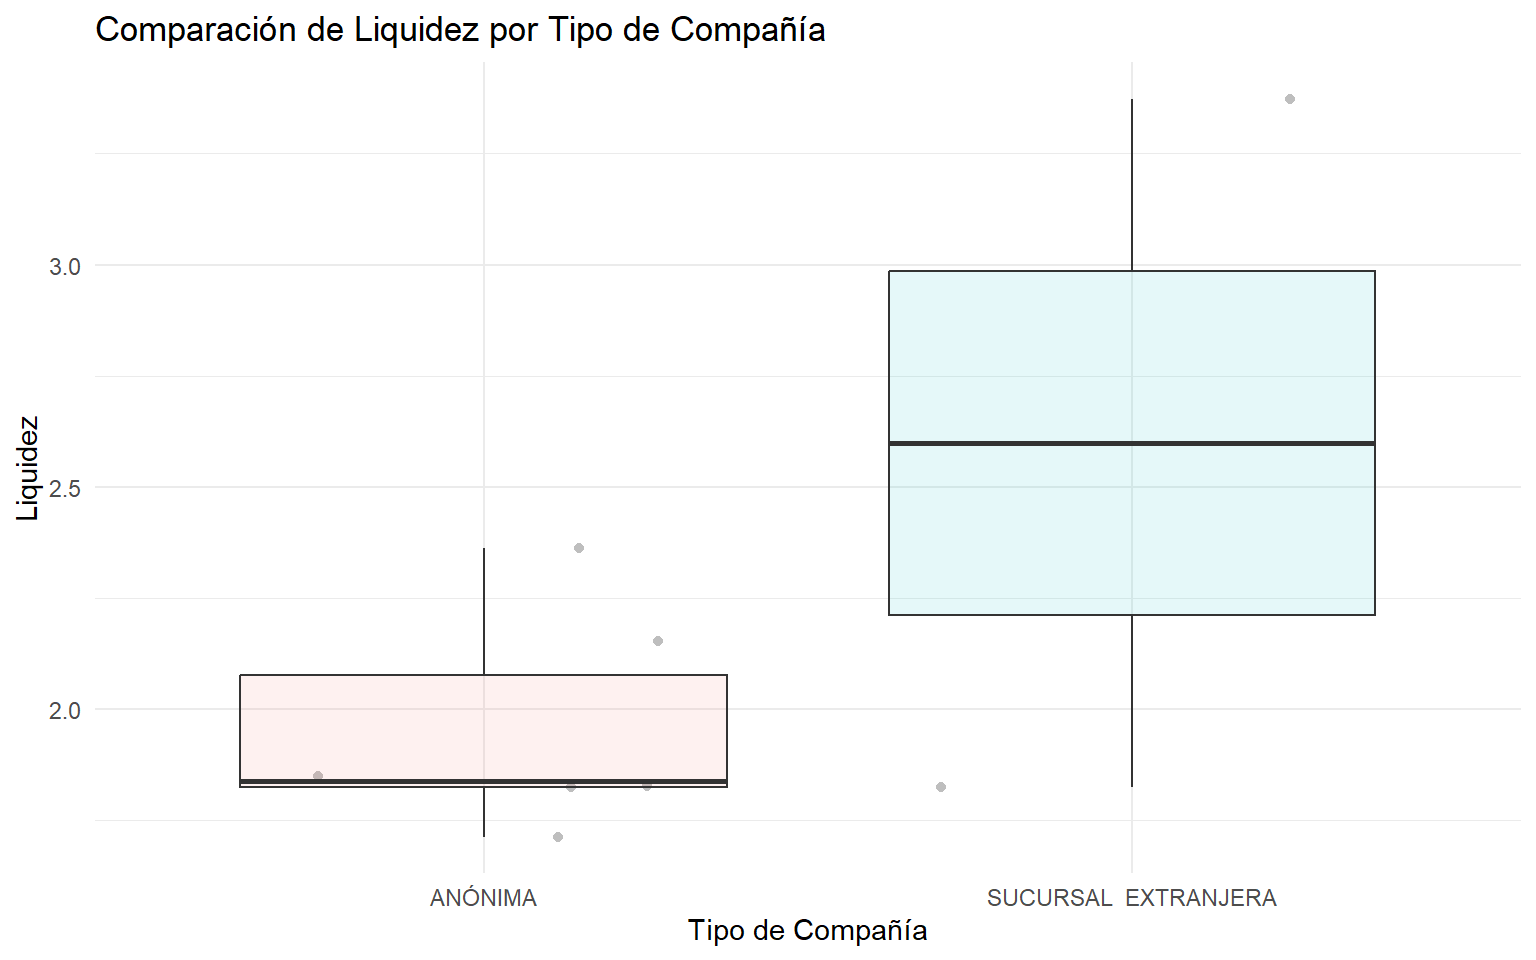 Comparación de Liquidez por Tipo de Compañía
Liquidez
3.0
2.5
2.0
ANÓNIMA
SUCURSAL  EXTRANJERA
Tipo de Compañía